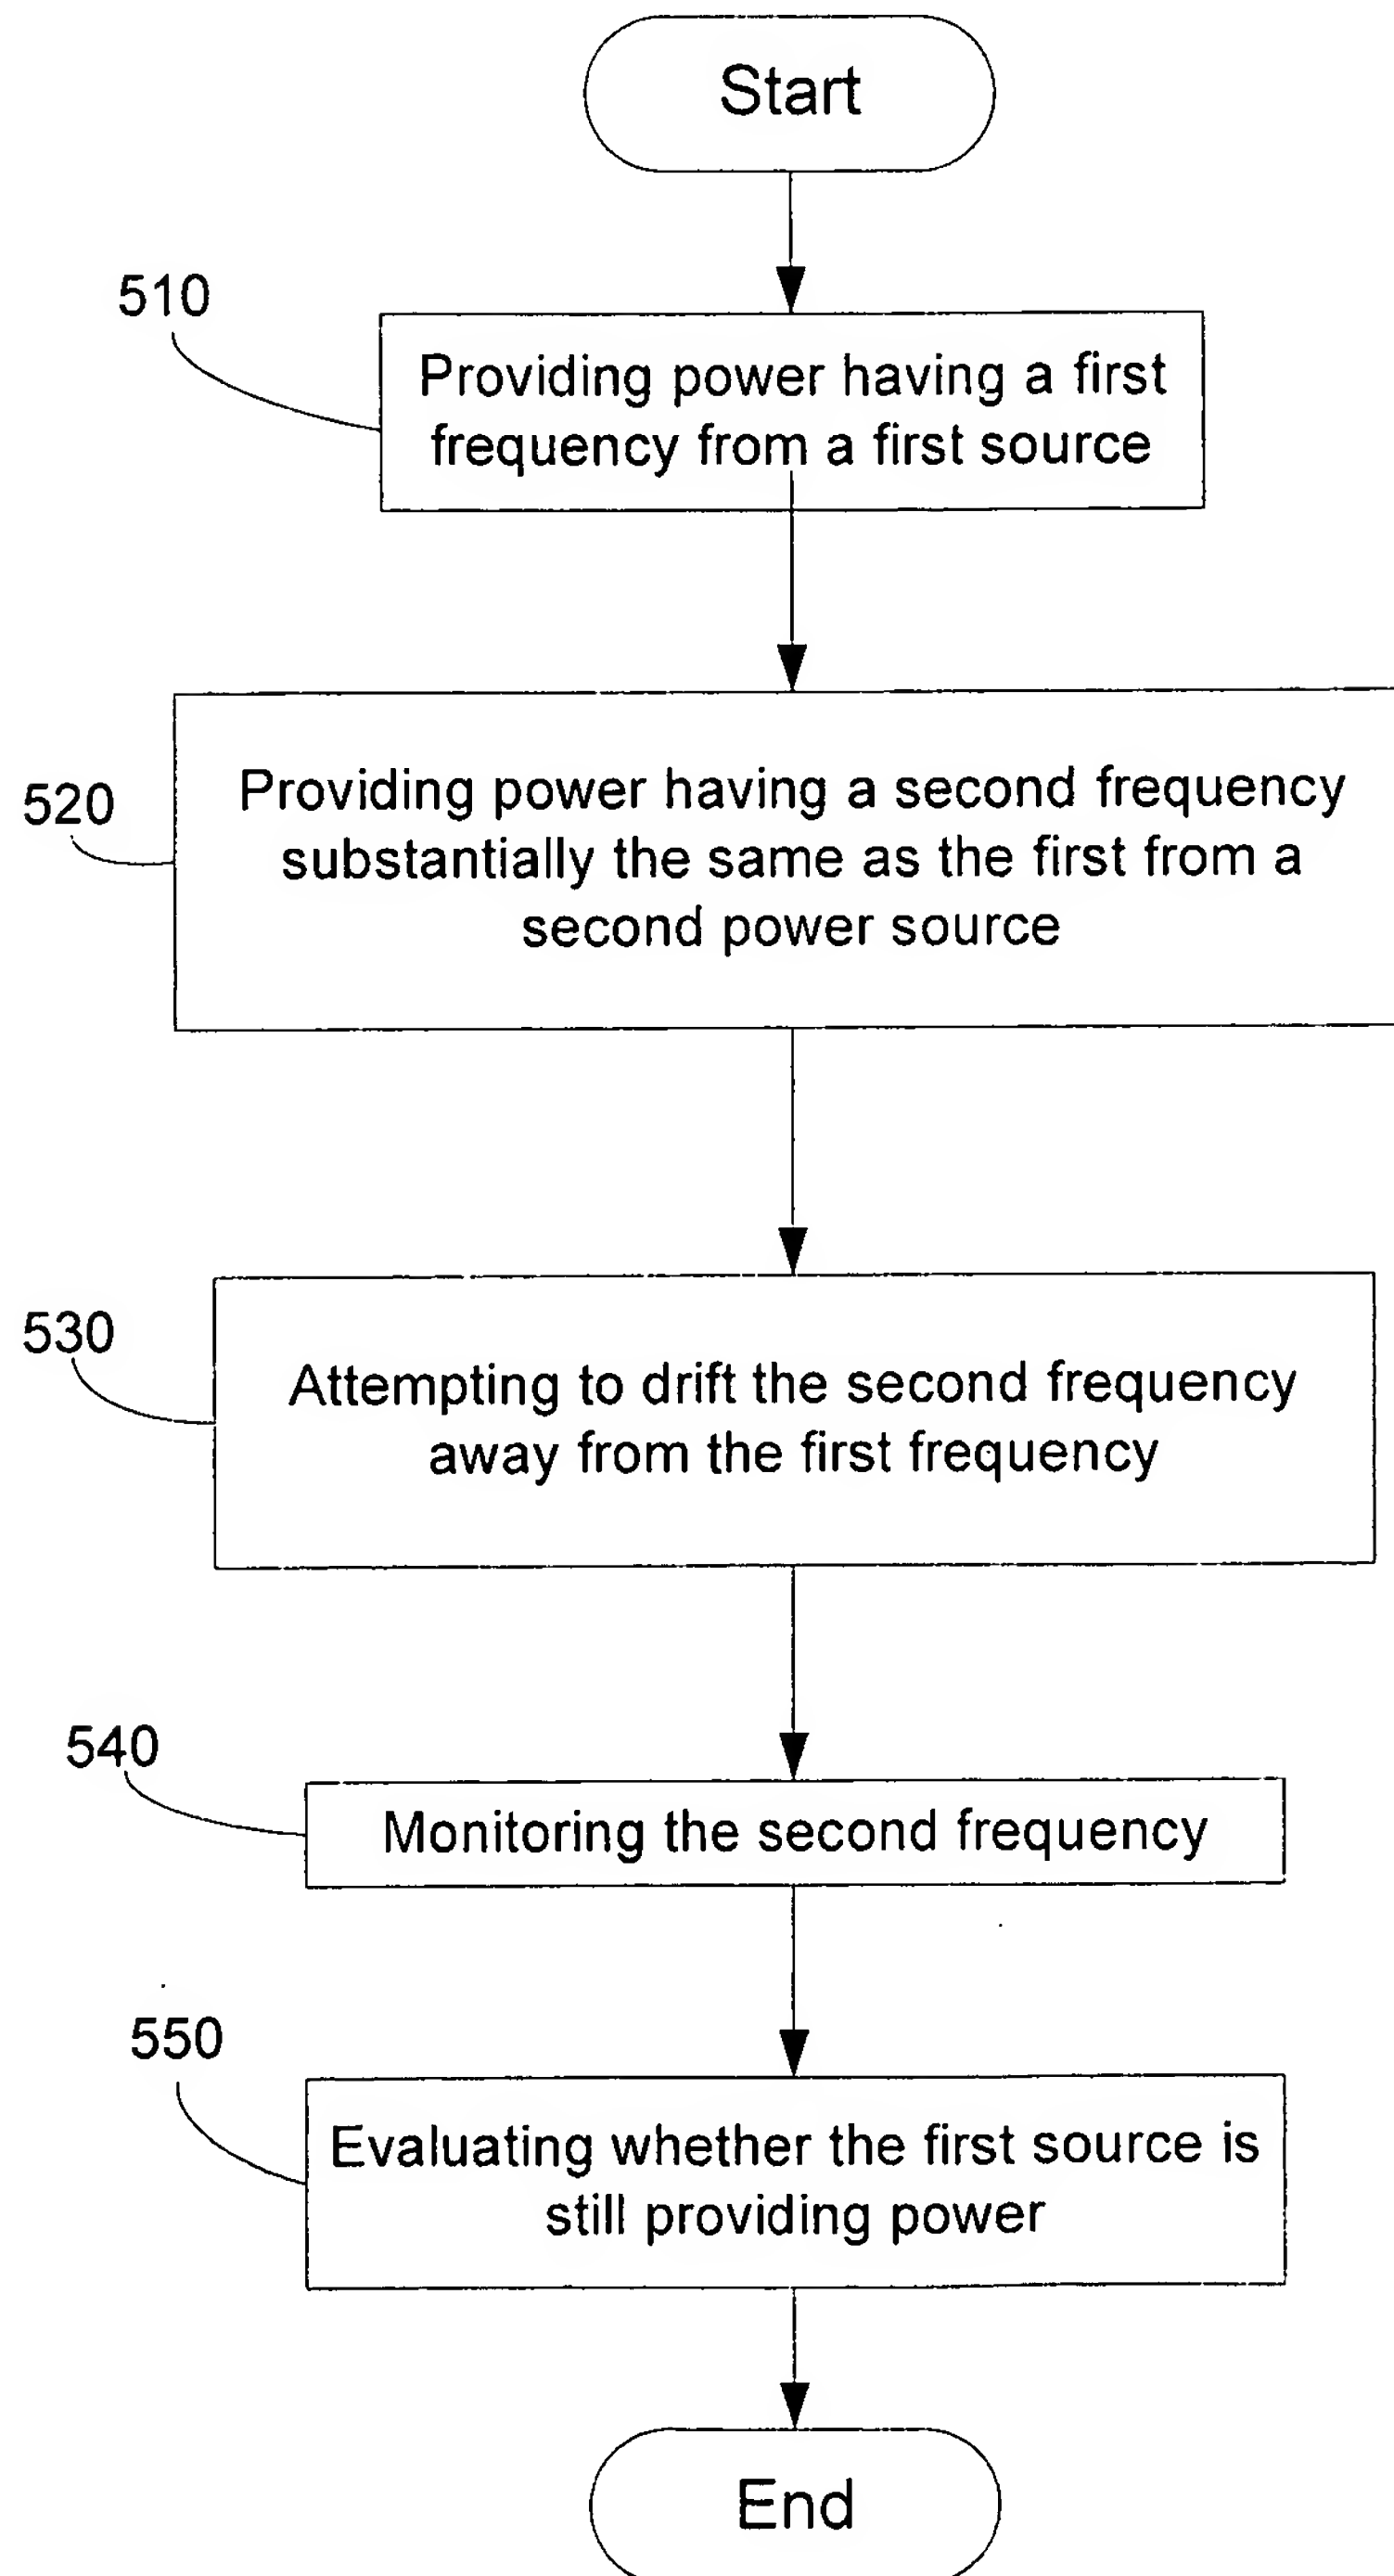 Start
510
Providing power having a first
frequency from a first source
520
Providing power having a second frequency
substantially the same as the first from a
second power source
530
Attempting to drift the second frequency
away from the first frequency
540
Monitoring the second frequency
550
Evaluating whether the first source is
still providing power
End